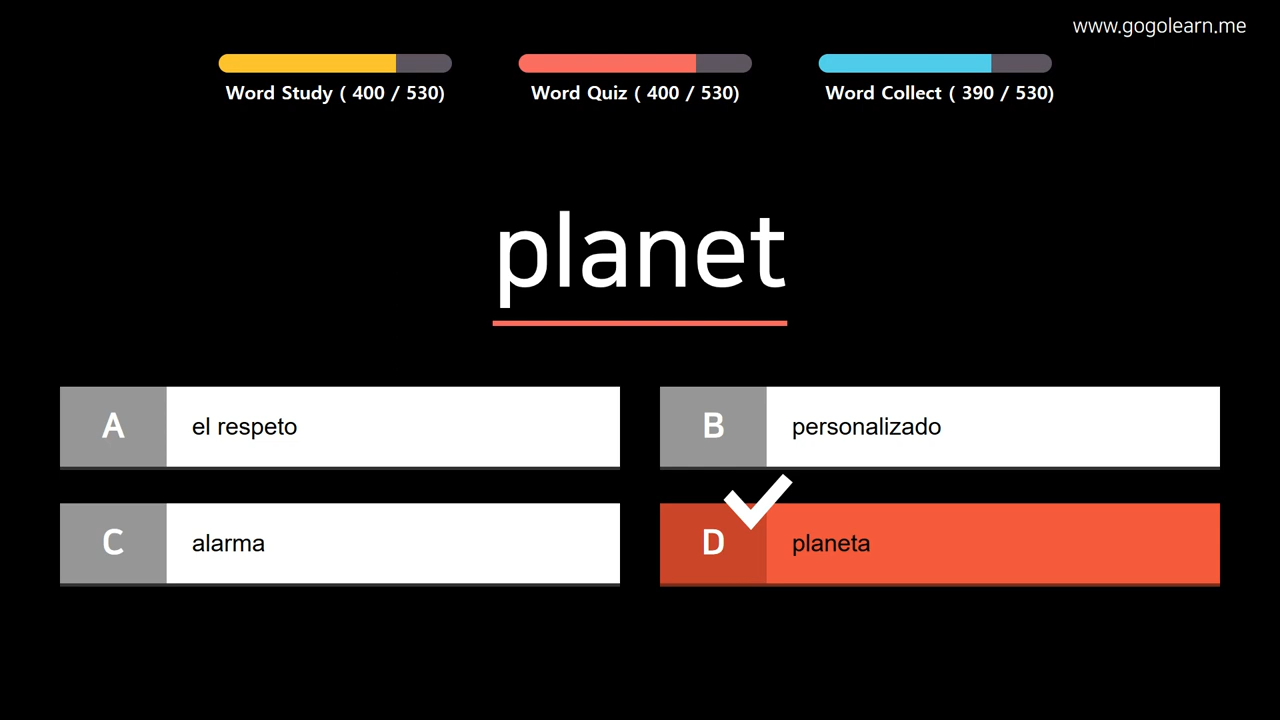 www.gogolearn.me
Word Study ( 400 / 530)
Word Quiz ( 400 / 530)
Word Collect ( 390 / 530)
planet
A el respeto
B personalizado
C alarma
D planeta